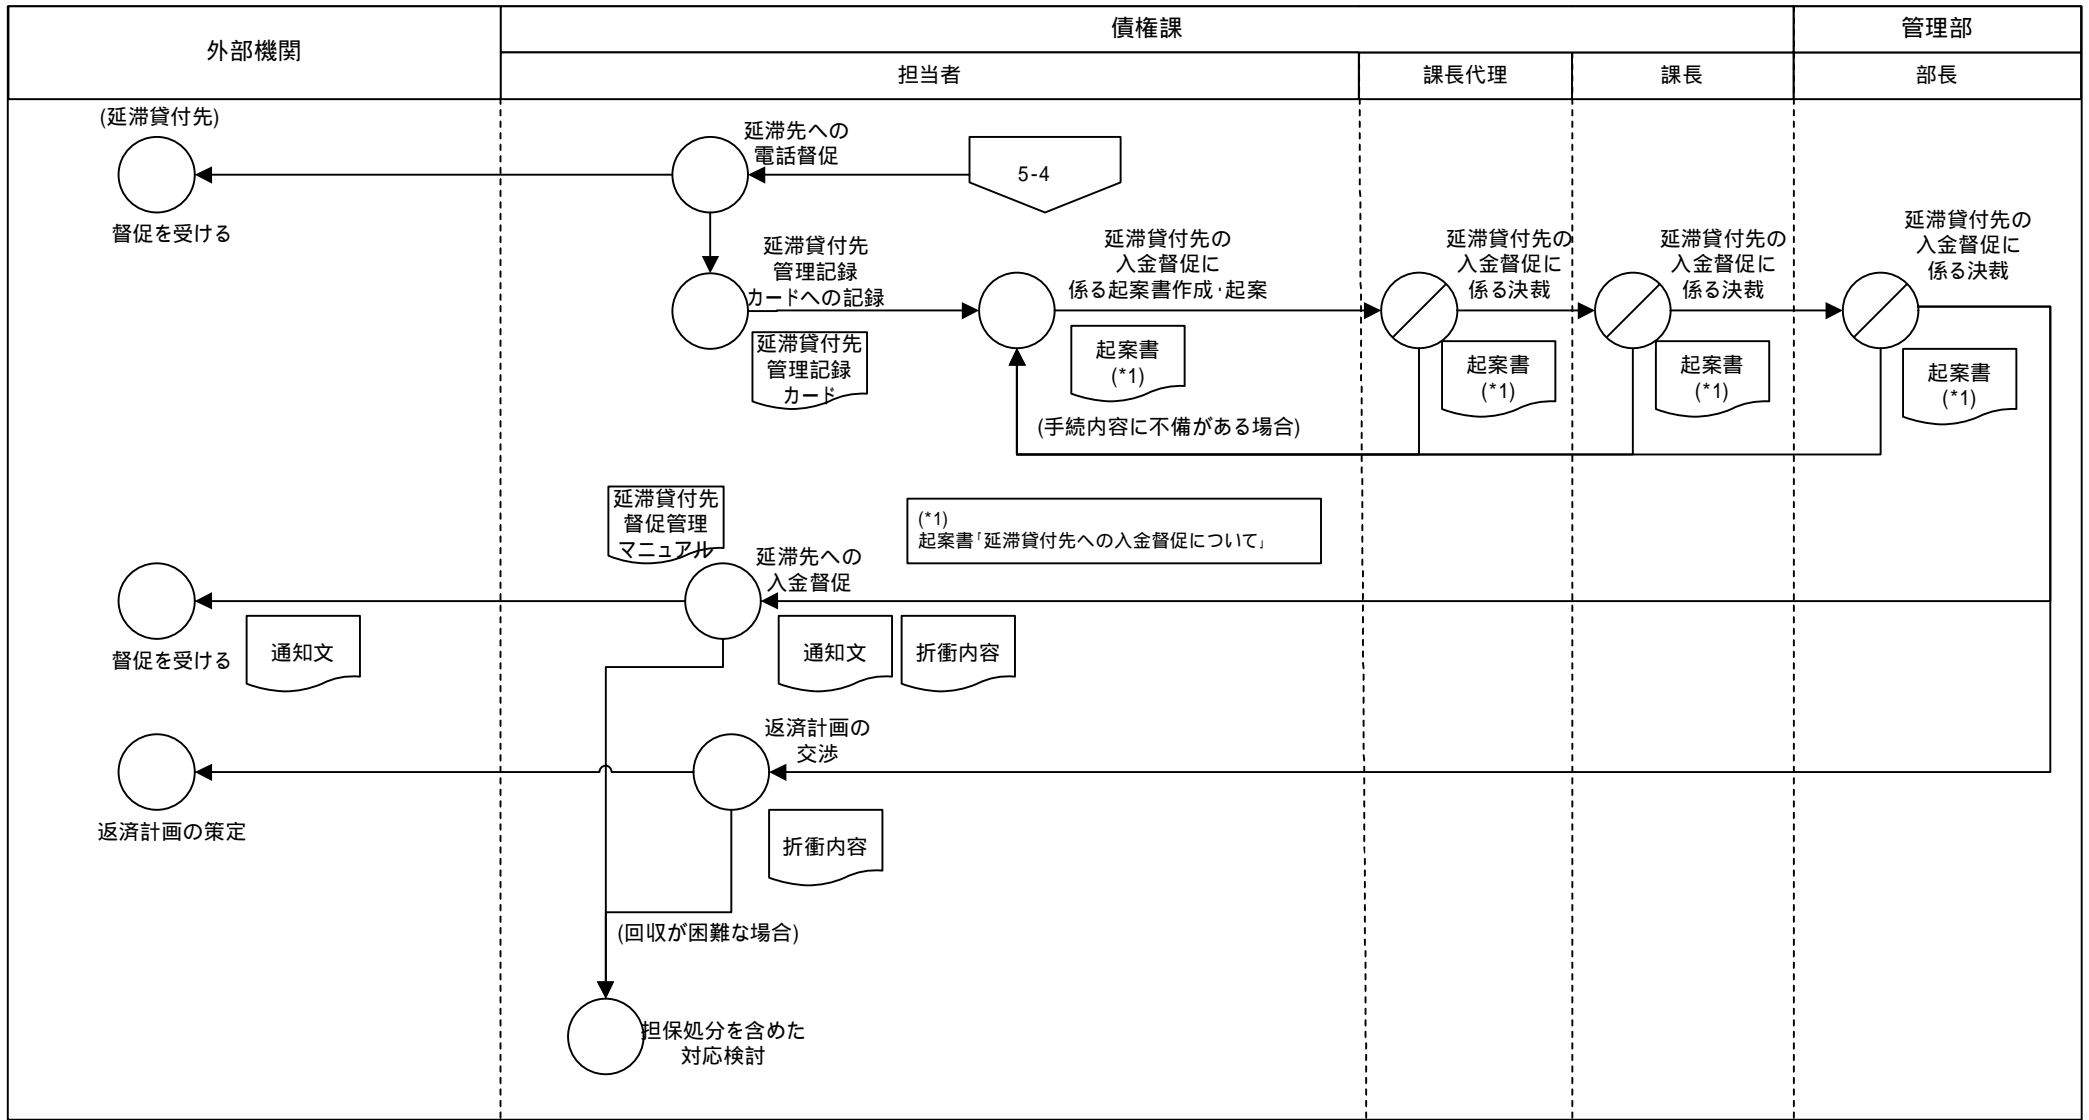 外部機関
債権課
管理部
担当者
課長代理
課長
部長
(延滞貸付先)
督促を受ける
延滞先への
電話督促
5-4
延滞貸付先
管理記録
カードへの記録
延滞貸付先
管理記録
カード
延滞貸付先の
入金督促に
係る起案書作成・起案
起案書
(*1)
延滞貸付先の
入金督促に
係る決裁
起案書
(*1)
延滞貸付先の
入金督促に
係る決裁
起案書
(*1)
延滞貸付先の
入金督促に
係る決裁
起案書
(*1)
(手続内容に不備がある場合)
延滞貸付先
督促管理
マニュアル
(*1)
起案書「延滞貸付先への入金督促について」
延滞先への
入金督促
督促を受ける
通知文
通知文
折衝内容
返済計画の
交渉
返済計画の策定
折衝内容
(回収が困難な場合)
担保処分を含めた
対応検討